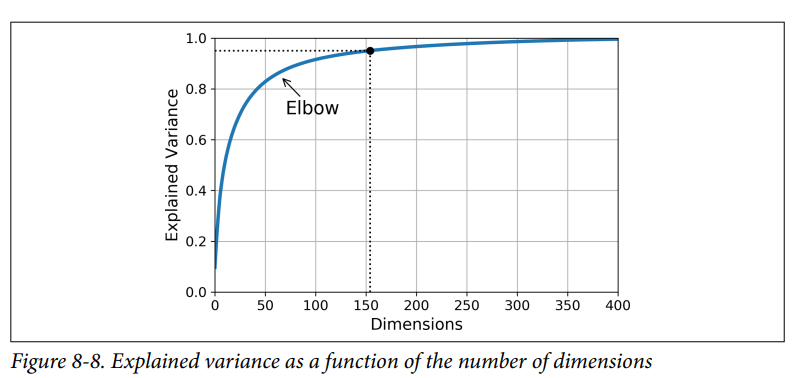 1.0
0.8
0.6
0.4
0.2
0.0
Explained Variance
Elbow
0 50 100 150 200 250 300 350 400
Dimensions
Figure 8-8. Explained variance as a function of the number of dimensions